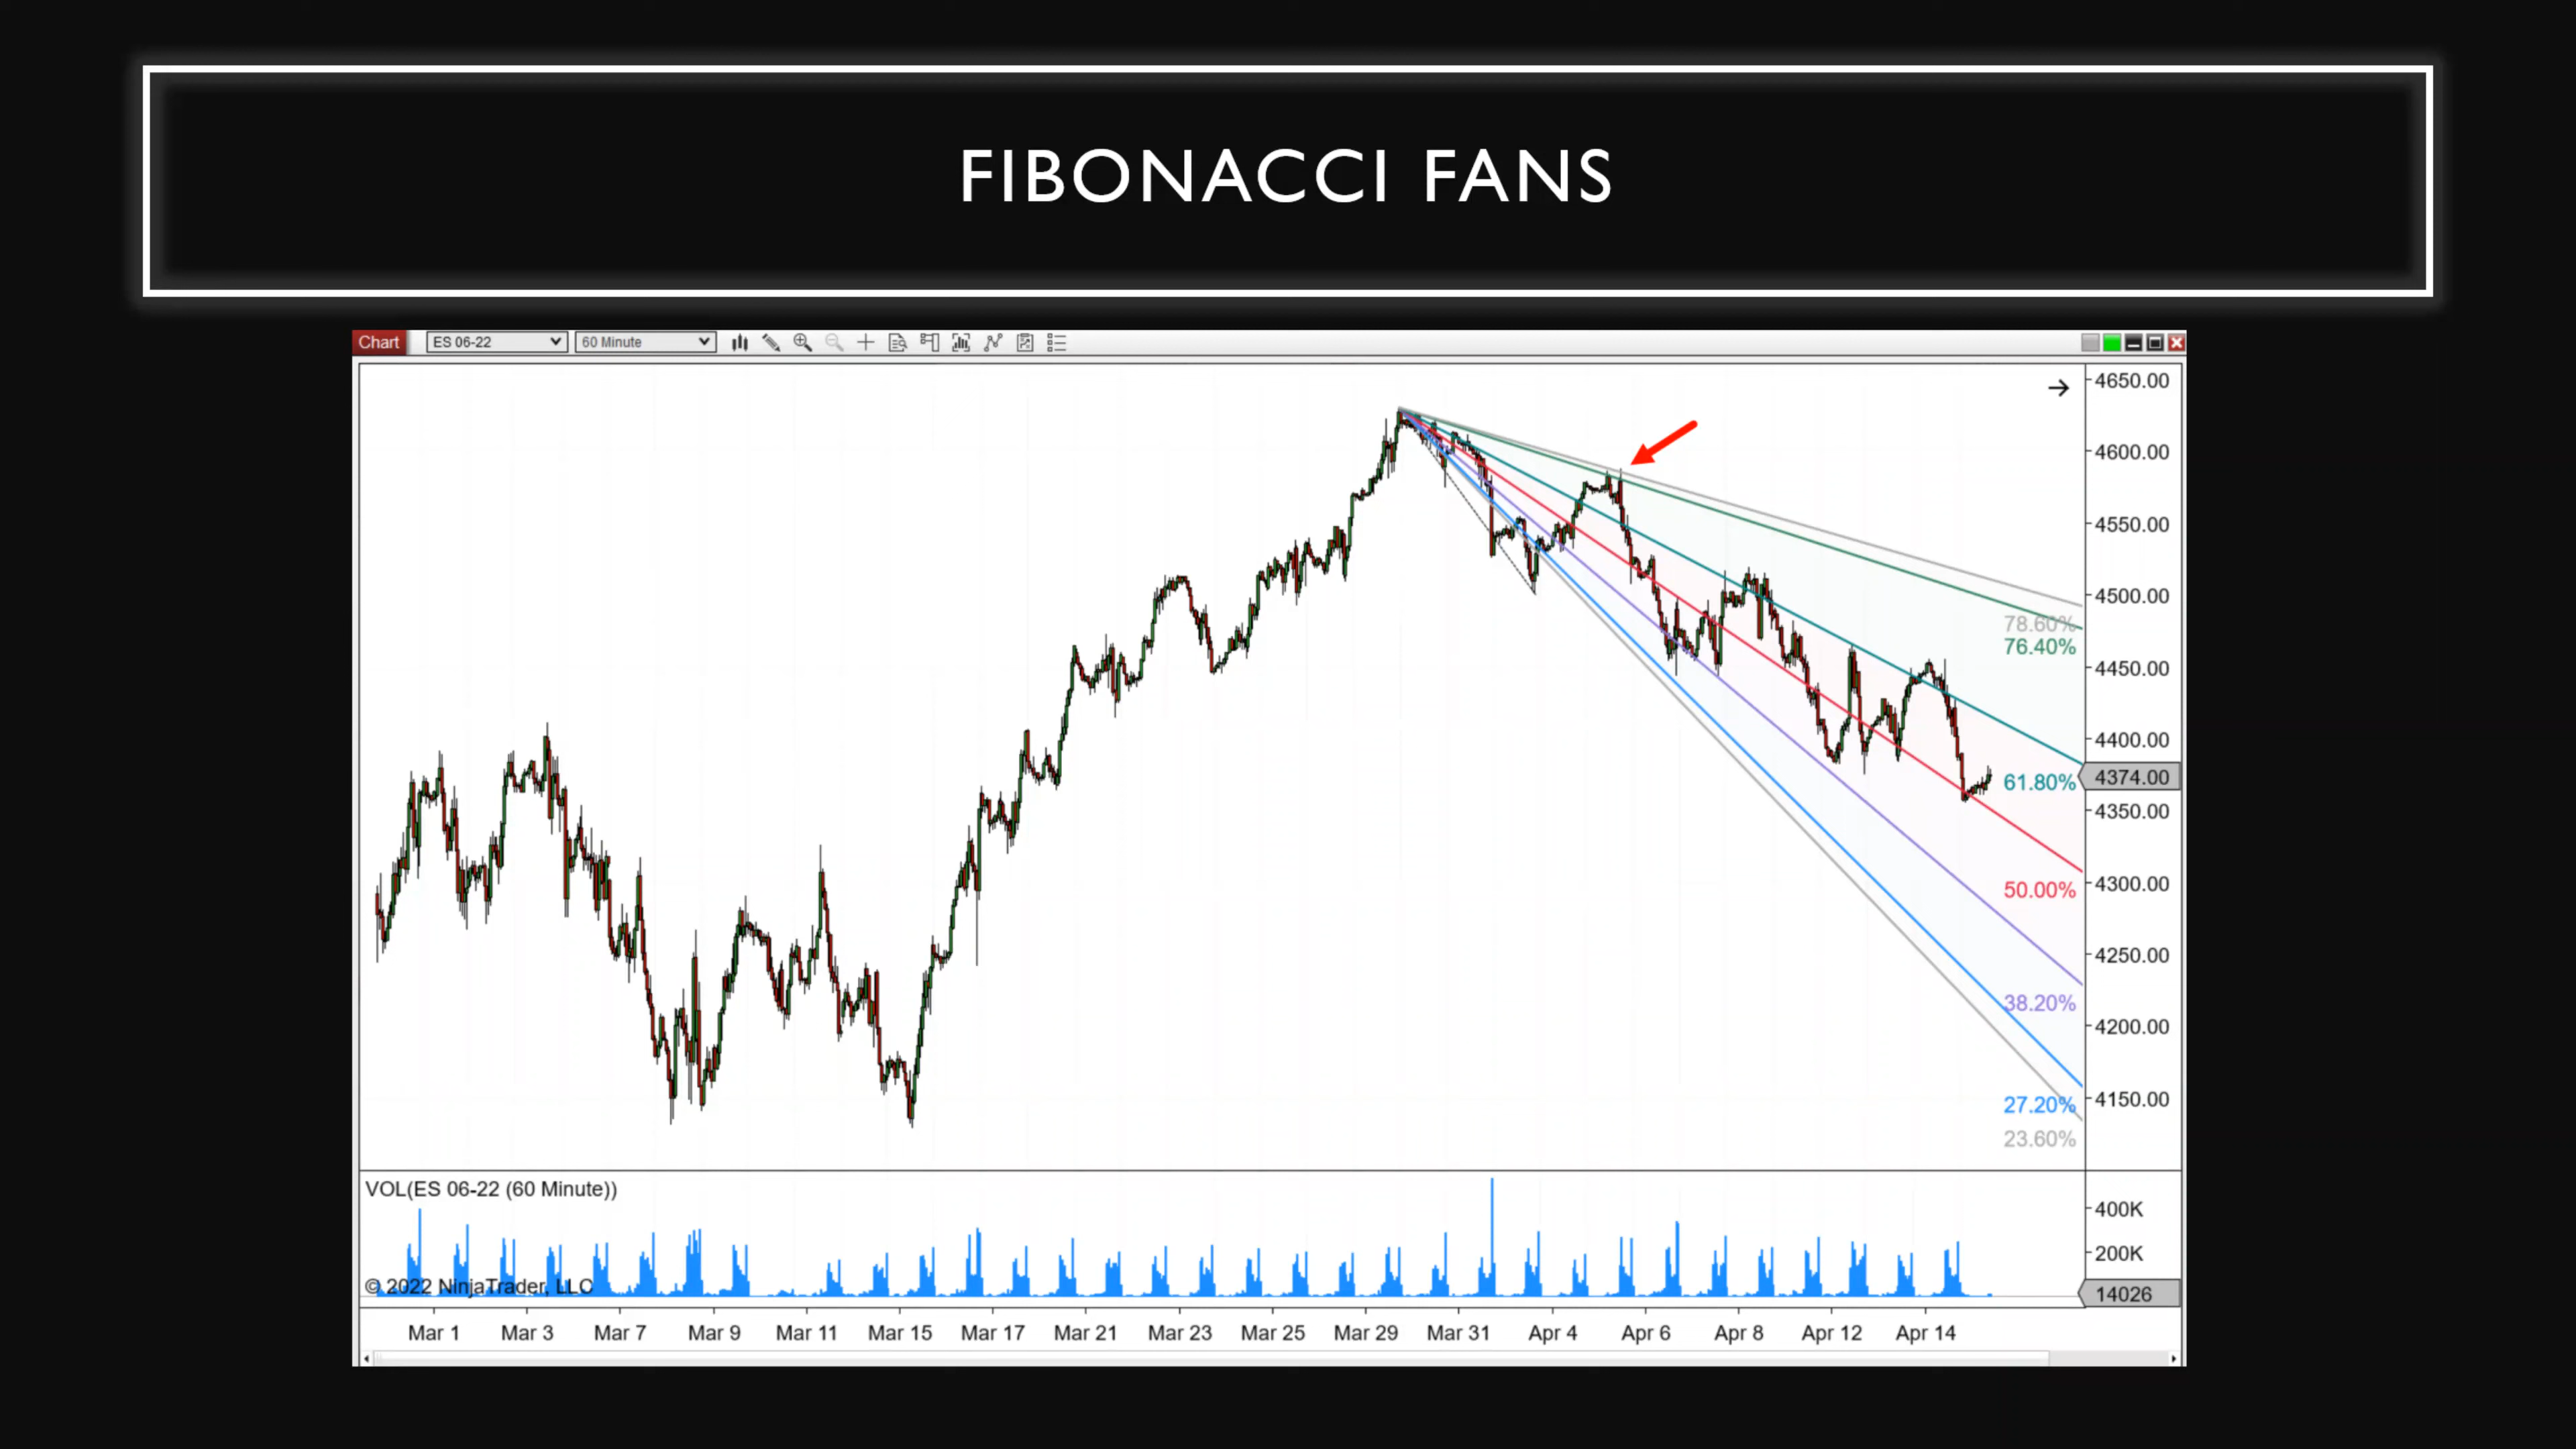 FIBONACCI FANS
Chart ES 06-22 60 Minute
4650.00
4600.00
4550.00
4500.00
78.60%
76.40%
4450.00
4400.00
61.80% 4374.00
4350.00
50.00% 4300.00
4250.00
38.20%
4200.00
27.20% 4150.00
23.60%
VOL(ES 06-22 (60 Minute))
400K
200K
© 2022 NinjaTrader, LLC
14026
Mar 1 Mar 3 Mar 7 Mar 9 Mar 11 Mar 15 Mar 17 Mar 21 Mar 23 Mar 25 Mar 29 Mar 31 Apr 4 Apr 6 Apr 8 Apr 12 Apr 14